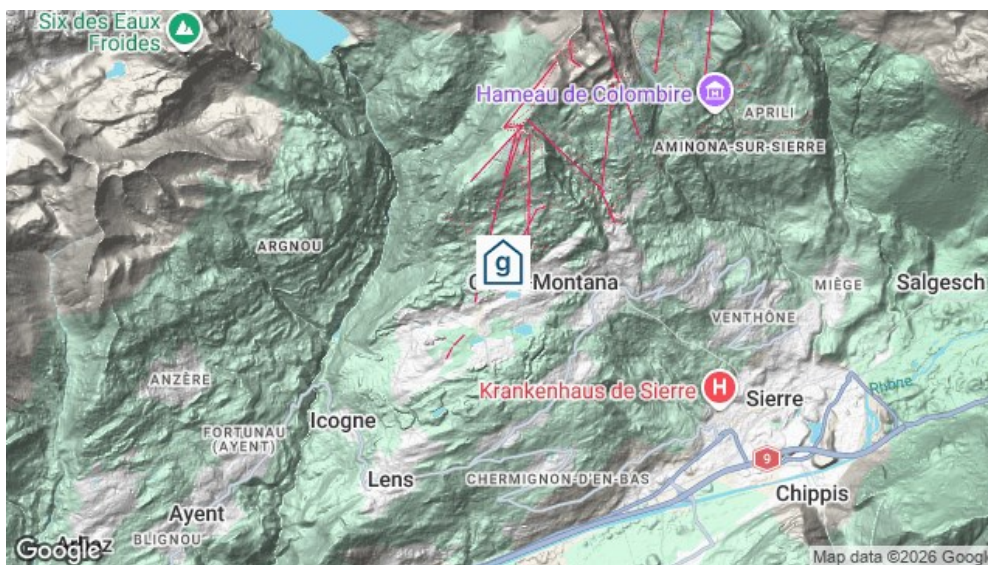 Six des Eaux
Froides
Hameau de Colombire
APRILI
AMINONA-SUR-SIERRE
ARGNOU
g
Montana
MIÈGE
Salgesch
VENTHÔNE
ANZÈRE
Krankenhaus de Sierre
H
Sierre
Rhône
Icogne
FORTUNAU
(AYENT)
9
Lens
CHERMIGNON-D'EN-BAS
Chippis
Ayent
BLIGNOU
Google
Map data ©2026 Google